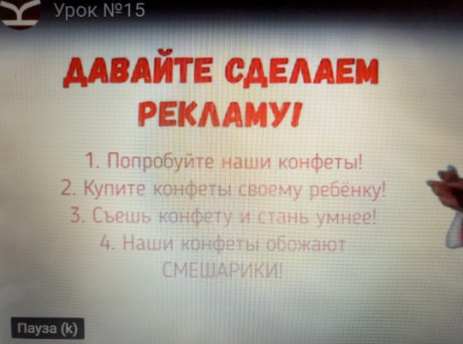 Урок №15
ДАВАЙТЕ СДЕЛАЕМ
РЕКЛАМУ!
1. Попробуйте наши конфеты!
2. Купите конфеты своему ребёнку!
3. Съешь конфету и стань умнее!
4. Наши конфеты обожают
СМЕШАРИКИ!
Пауза (k)